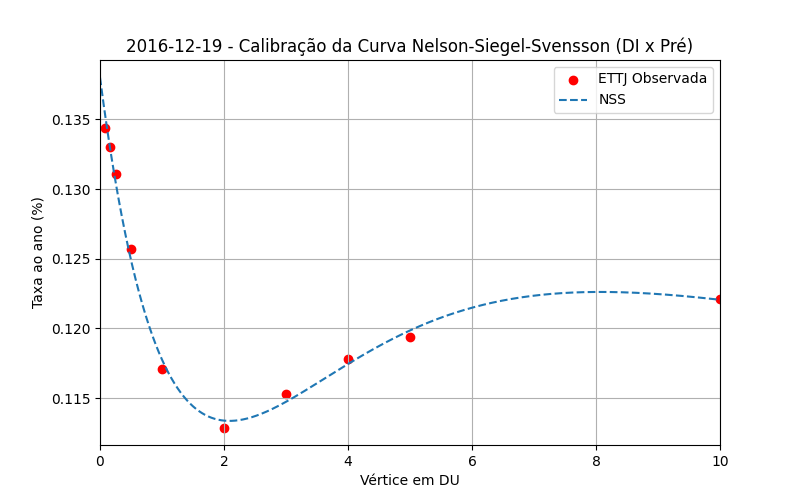 2016-12-19 - Calibração da Curva Nelson-Siegel-Svensson (DI x Pré)
ETTJ Observada
NSS
Taxa ao ano (%)
0.135
0.130
0.125
0.120
0.115
0 2 4 6 8 10
Vértice em DU